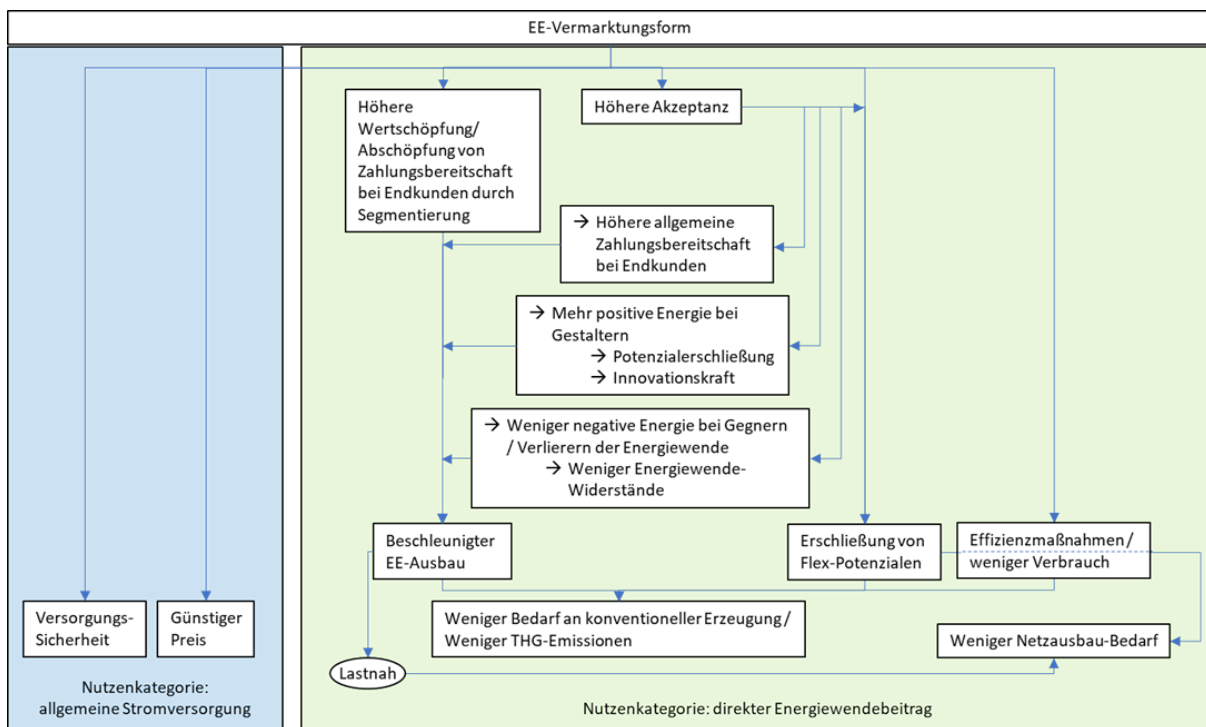 EE-Vermarktungsform
Höhere
Wertschöpfung/
Abschöpfung von
Zahlungsbereitschaft
bei Endkunden durch
Segmentierung
Höhere Akzeptanz
→ Höhere allgemeine
Zahlungsbereitschaft
bei Endkunden
→ Mehr positive Energie bei
Gestaltern
→ Potenzialerschließung
→ Innovationskraft
→ Weniger negative Energie bei Gegnern
/ Verlierern der Energiewende
→ Weniger Energiewende-
Widerstände
Beschleunigter
EE-Ausbau
Erschließung von
Flex-Potenzialen
Effizienzmaßnahmen /
weniger Verbrauch
Versorgungs-
Sicherheit
Günstiger
Preis
Weniger Bedarf an konventioneller Erzeugung /
Weniger THG-Emissionen
Weniger Netzausbau-Bedarf
Lastnah
Nutzenkategorie:
allgemeine Stromversorgung
Nutzenkategorie: direkter Energiewendebeitrag